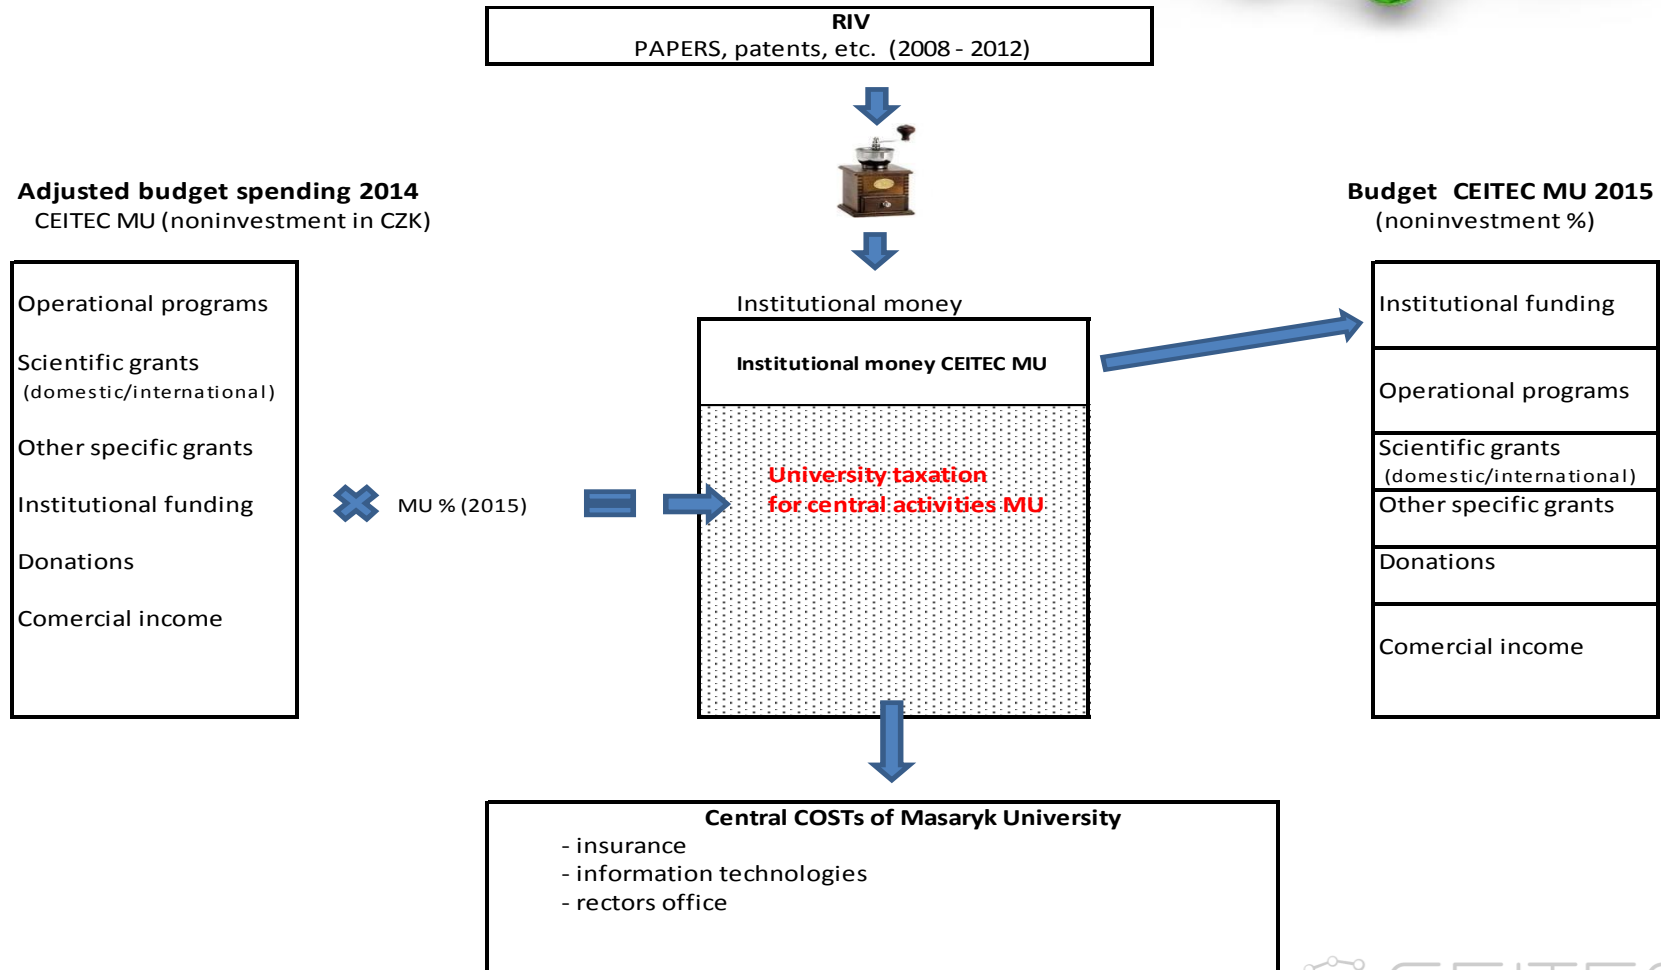 RIV
PAPERS, patents, etc. (2008 - 2012)
Adjusted budget spending 2014
CEITEC MU (noninvestment in CZK)
Operational programs
Scientific grants
(domestic/international)
Other specific grants
Institutional funding
Donations
Comercial income
MU % (2015)
Institutional money
Institutional money CEITEC MU
University taxation
for central activities MU
Budget CEITEC MU 2015
(noninvestment %)
Institutional funding
Operational programs
Scientific grants
(domestic/international)
Other specific grants
Donations
Comercial income
Central COSTs of Masaryk University
- insurance
- information technologies
- rectors office
CEITEC